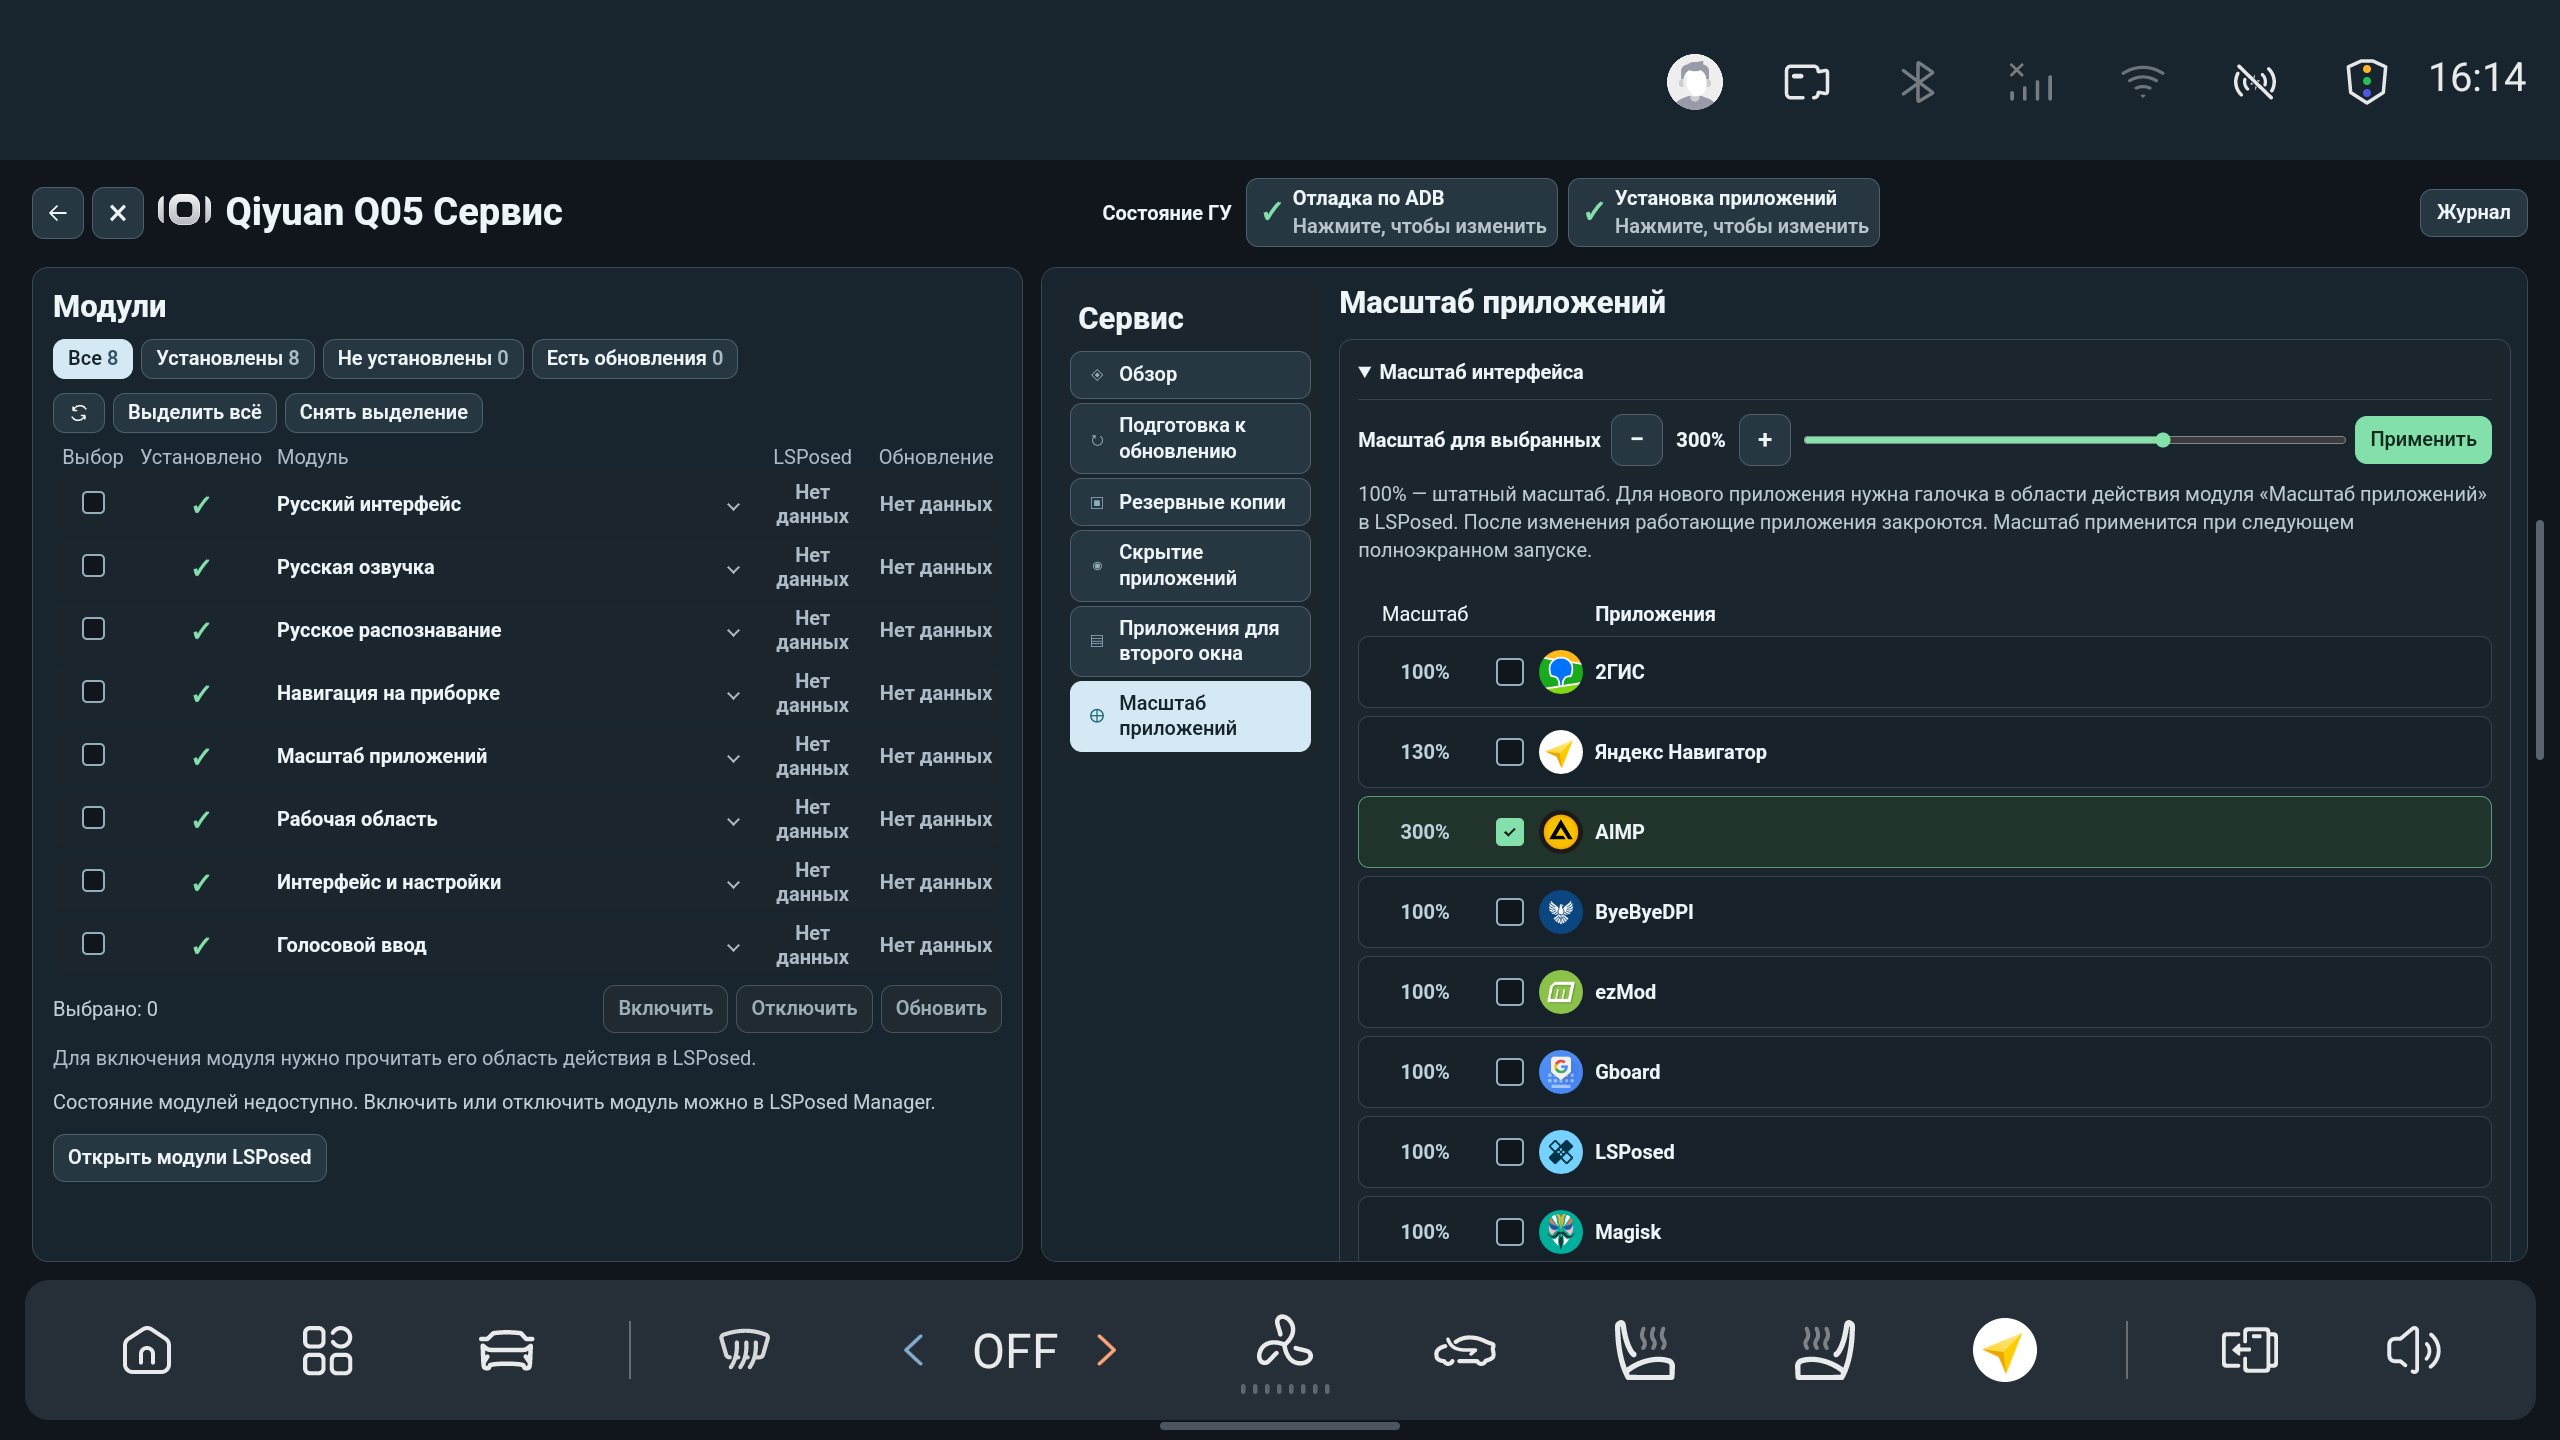 16:14
Qiyuan Q05 Сервис
Состояние ГУ
✓ Отладка по ADB
Нажмите, чтобы изменить
✓ Установка приложений
Нажмите, чтобы изменить
Журнал
Модули
Все 8
Установлены 8
Не установлены 0
Есть обновления 0
Выделить всё
Снять выделение
Выбор Установлено Модуль LSPosed Обновление
Русский интерфейс Нет данных Нет данных
Русская озвучка Нет данных Нет данных
Русское распознавание Нет данных Нет данных
Навигация на приборке Нет данных Нет данных
Масштаб приложений Нет данных Нет данных
Рабочая область Нет данных Нет данных
Интерфейс и настройки Нет данных Нет данных
Голосовой ввод Нет данных Нет данных
Выбрано: 0
Включить
Отключить
Обновить
Для включения модуля нужно прочитать его область действия в LSPosed.
Состояние модулей недоступно. Включить или отключить модуль можно в LSPosed Manager.
Открыть модули LSPosed
Сервис
Обзор
Подготовка к
обновлению
Резервные копии
Скрытие
приложений
Приложения для
второго окна
Масштаб
приложений
Масштаб приложений
▼ Масштаб интерфейса
Масштаб для выбранных − 300% + Применить
100% — штатный масштаб. Для нового приложения нужна галочка в области действия модуля «Масштаб приложений»
в LSPosed. После изменения работающие приложения закроются. Масштаб применится при следующем
полноэкранном запуске.
Масштаб Приложения
100% 2ГИС
130% Яндекс Навигатор
300% AIMP
100% ByeByeDPI
100% ezMod
100% Gboard
100% LSPosed
100% Magisk
OFF